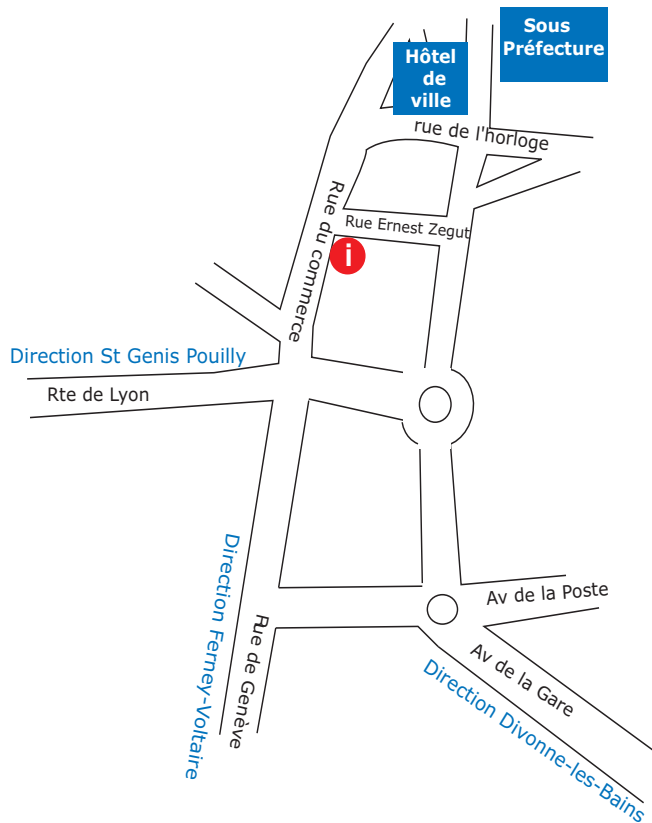 Sous
Préfecture
Hôtel
de
ville
rue de l'horloge
Rue du commerce
Rue Ernest Zegut
i
Direction St Genis Pouilly
Rte de Lyon
Direction Ferney-Voltaire
Rue de Genève
Av de la Poste
Av de la Gare
Direction Divonne-les-Bains